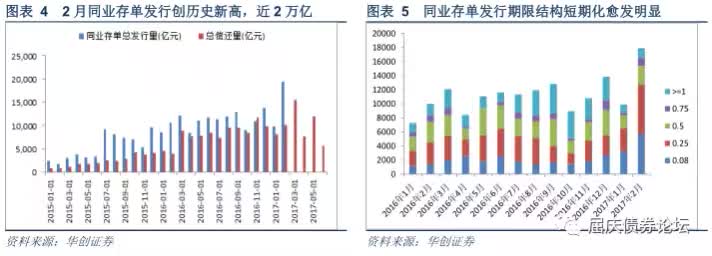 图表 4 2 月同业存单发行创历史新高，近 2 万亿
同业存单总发行量(亿元)
总偿还量(亿元)
25,000
20,000
15,000
10,000
5,000
0
2015-01-01
2015-03-01
2015-05-01
2015-07-01
2015-09-01
2015-11-01
2016-01-01
2016-03-01
2016-05-01
2016-07-01
2016-09-01
2016-11-01
2017-01-01
2017-03-01
2017-05-01
资料来源：华创证券
图表 5 同业存单发行期限结构短期化愈发明显
20000
18000
16000
14000
12000
10000
8000
6000
4000
2000
0
2016年1月
2016年2月
2016年3月
2016年4月
2016年5月
2016年6月
2016年7月
2016年8月
2016年9月
2016年10月
2016年11月
2016年12月
2017年1月
2017年2月
>=1
0.75
0.5
0.25
0.08
资料来源：华创证券
屈庆债券论坛